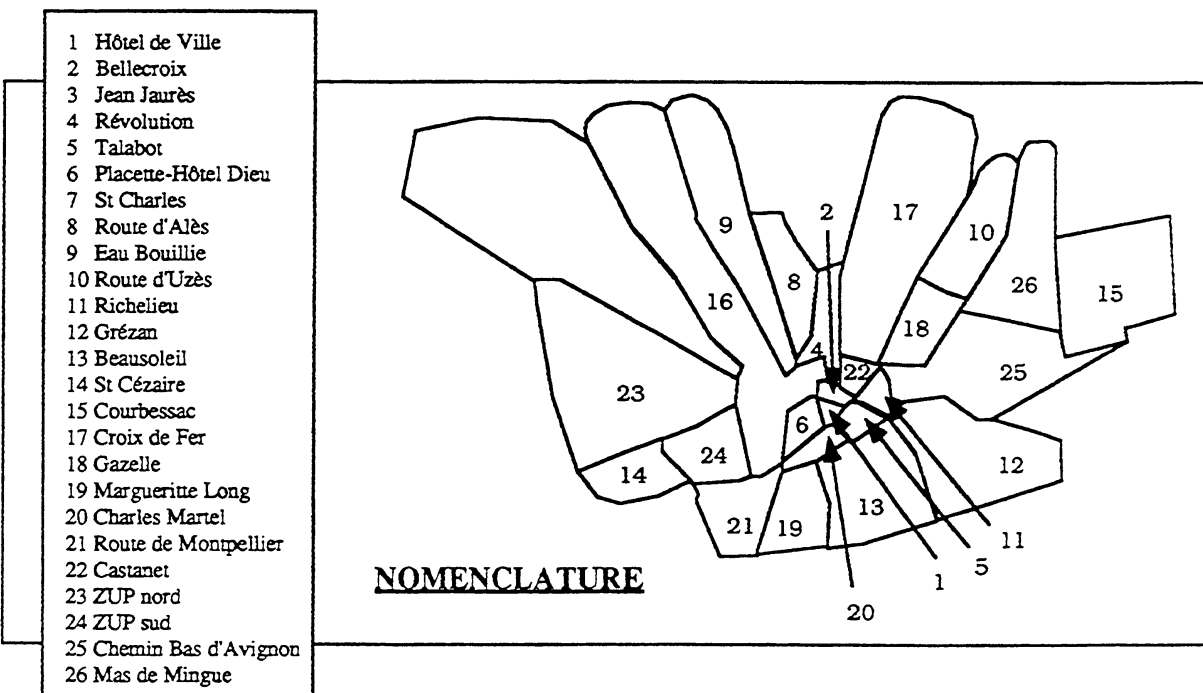 1 Hôtel de Ville
2 Bellecroix
3 Jean Jaurès
4 Révolution
5 Talabot
6 Placette-Hôtel Dieu
7 St Charles
8 Route d'Alès
9 Eau Bouillie
10 Route d'Uzès
11 Richelieu
12 Grézan
13 Beausoleil
14 St Cézaire
15 Courbessac
17 Croix de Fer
18 Gazelle
19 Margueritte Long
20 Charles Martel
21 Route de Montpellier
22 Castanet
23 ZUP nord
24 ZUP sud
25 Chemin Bas d'Avignon
26 Mas de Mingue
2
17
9
10
8
26
15
16
18
4
22
25
23
6
24
14
12
13
21
19
11
5
1
20
NOMENCLATURE